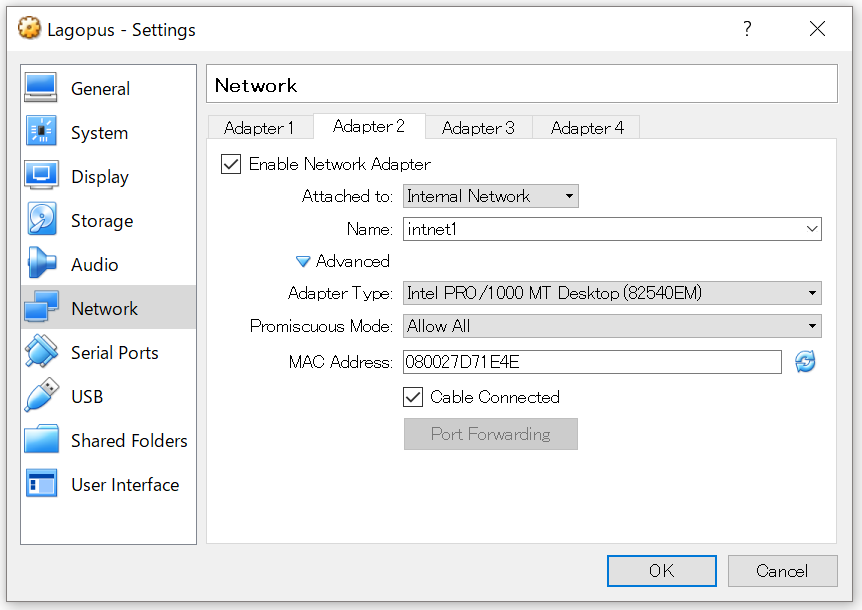 Lagopus - Settings
?
General
System
Display
Storage
Audio
Network
Serial Ports
USB
Shared Folders
User Interface
Network
Adapter 1 Adapter 2 Adapter 3 Adapter 4
Enable Network Adapter
Attached to: Internal Network
Name: intnet1
Advanced
Adapter Type: Intel PRO/1000 MT Desktop (82540EM)
Promiscuous Mode: Allow All
MAC Address: 080027D71E4E
Cable Connected
Port Forwarding
OK Cancel